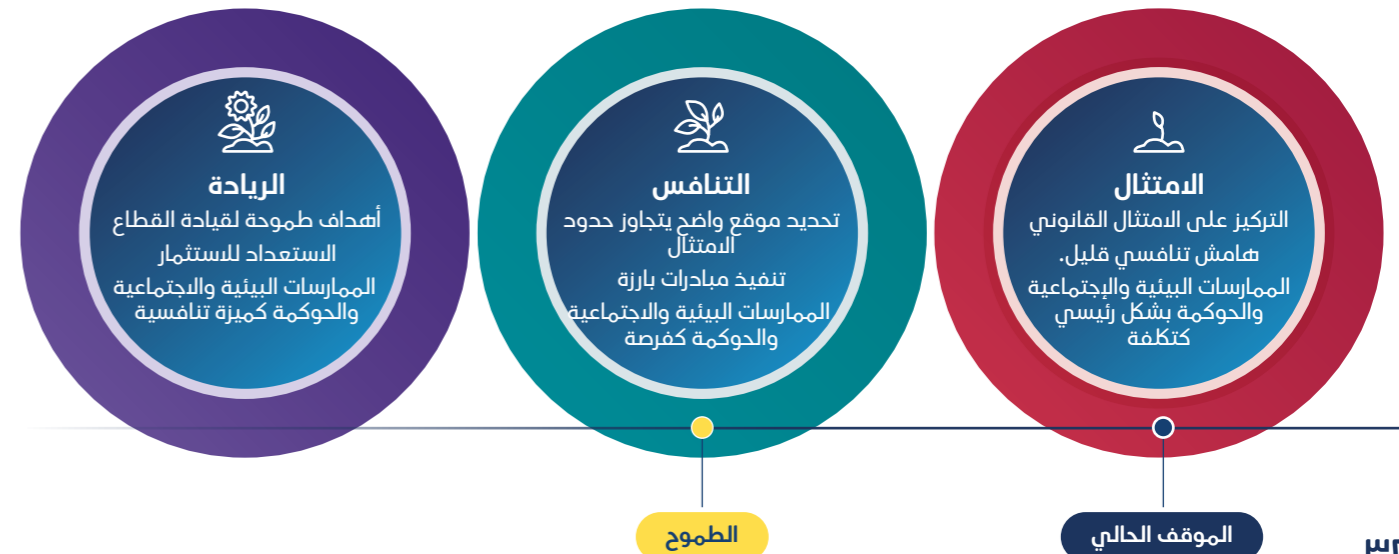 الامتثال
التركيز على الامتثال القانوني
هامش تنافسي قليل.
الممارسات البيئية والإجتماعية
والحوكمة بشكل رئيسي
كتكلفة
التنافس
تحديد موقع واضح يتجاوز حدود
الامتثال
تنفيذ مبادرات بارزة
الممارسات البيئية والاجتماعية
والحوكمة كفرصة
الريادة
أهداف طموحة لقيادة القطاع
الاستعداد للاستثمار
الممارسات البيئية والاجتماعية
والحوكمة كميزة تنافسية
الموقف الحالي
الطموح